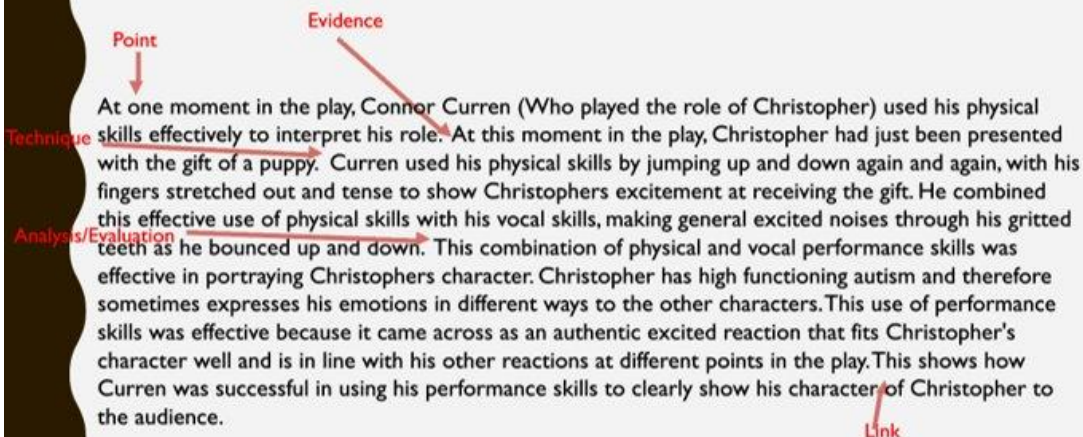 Evidence
Point
At one moment in the play, Connor Curren (Who played the role of Christopher) used his physical
Technique
skills effectively to interpret his role. At this moment in the play, Christopher had just been presented
with the gift of a puppy. Curren used his physical skills by jumping up and down again and again, with his
fingers stretched out and tense to show Christophers excitement at receiving the gift. He combined
this effective use of physical skills with his vocal skills, making general excited noises through his gritted
Analysis/Evaluation
teeth as he bounced up and down. This combination of physical and vocal performance skills was
effective in portraying Christophers character. Christopher has high functioning autism and therefore
sometimes expresses his emotions in different ways to the other characters. This use of performance
skills was effective because it came across as an authentic excited reaction that fits Christopher's
character well and is in line with his other reactions at different points in the play. This shows how
Curren was successful in using his performance skills to clearly show his character of Christopher to
the audience.
Link